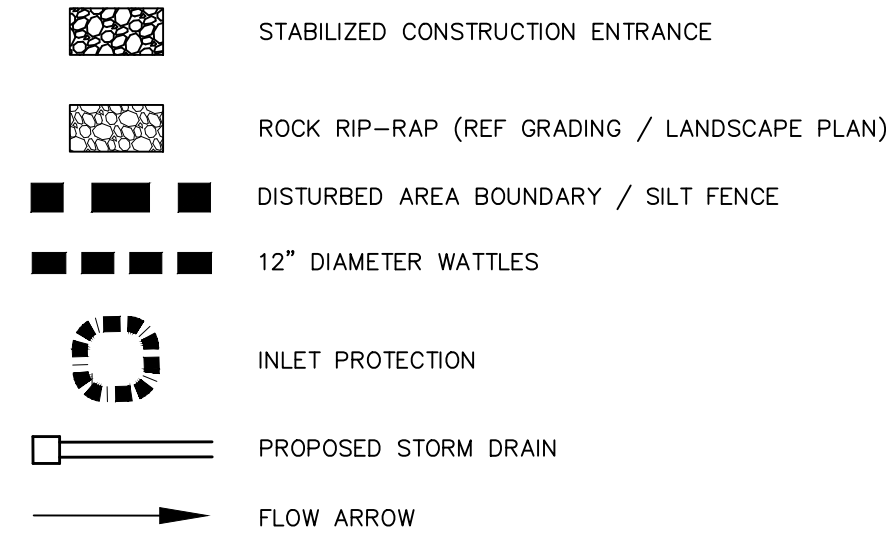 STABILIZED CONSTRUCTION ENTRANCE
ROCK RIP-RAP (REF GRADING / LANDSCAPE PLAN)
DISTURBED AREA BOUNDARY / SILT FENCE
12" DIAMETER WATTLES
INLET PROTECTION
PROPOSED STORM DRAIN
FLOW ARROW